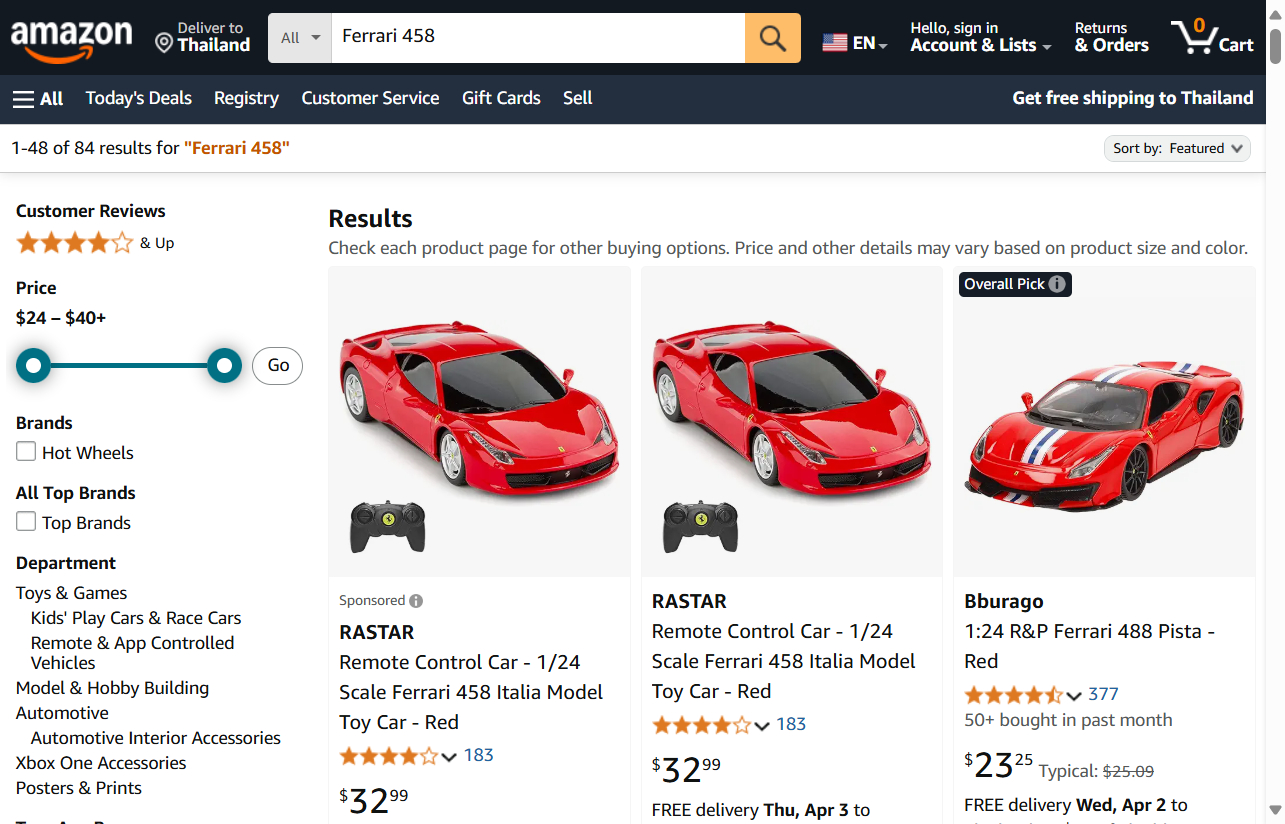 amazon
Deliver to
Thailand
All
Ferrari 458
EN
Hello, sign in
Account & Lists
Returns
& Orders
0
Cart
All
Today's Deals
Registry
Customer Service
Gift Cards
Sell
Get free shipping to Thailand
1-48 of 84 results for "Ferrari 458"
Sort by: Featured
Customer Reviews
& Up
Price
$24 – $40+
Go
Brands
Hot Wheels
All Top Brands
Top Brands
Department
Toys & Games
Kids' Play Cars & Race Cars
Remote & App Controlled
Vehicles
Model & Hobby Building
Automotive
Automotive Interior Accessories
Xbox One Accessories
Posters & Prints
Results
Check each product page for other buying options. Price and other details may vary based on product size and color.
Sponsored
RASTAR
Remote Control Car - 1/24
Scale Ferrari 458 Italia Model
Toy Car - Red
183
$32 99
RASTAR
Remote Control Car - 1/24
Scale Ferrari 458 Italia Model
Toy Car - Red
183
$32 99
FREE delivery Thu, Apr 3 to
Overall Pick
Bburago
1:24 R&P Ferrari 488 Pista -
Red
377
50+ bought in past month
$23 25 Typical: $25.09
FREE delivery Wed, Apr 2 to